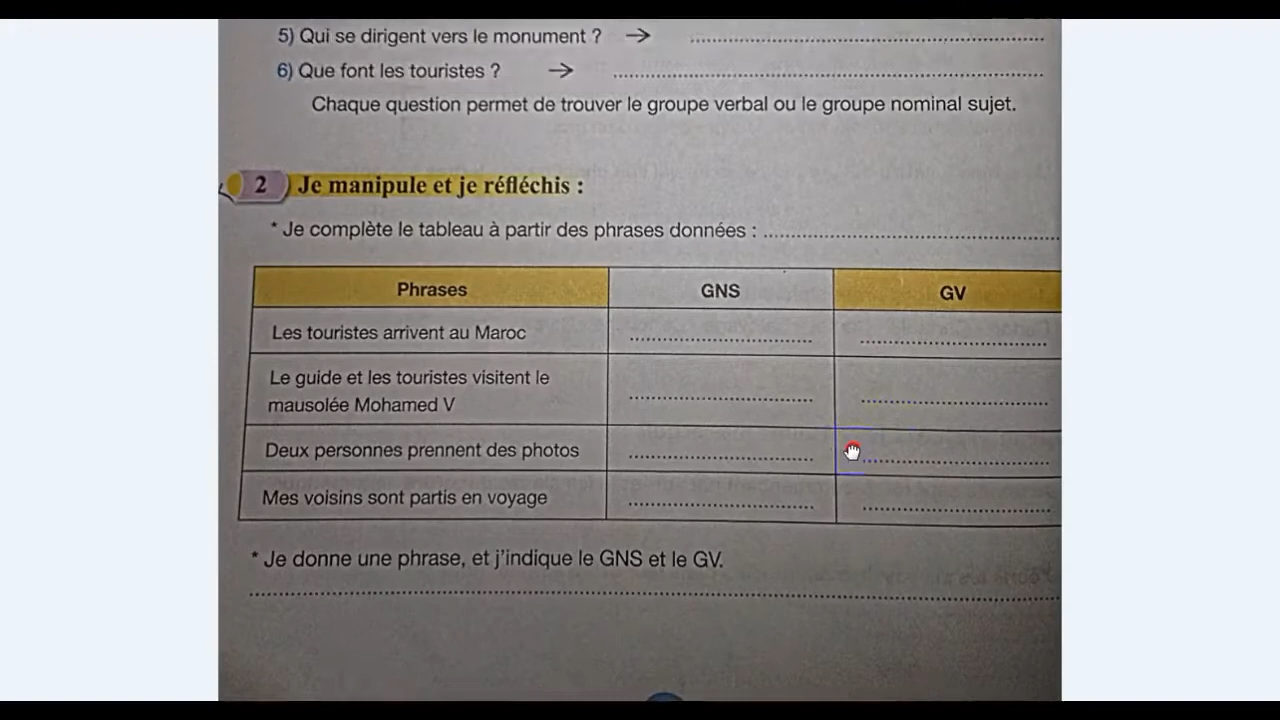 5) Qui se dirigent vers le monument ? → ........................
6) Que font les touristes ? → ........................
Chaque question permet de trouver le groupe verbal ou le groupe nominal sujet.
2 Je manipule et je réfléchis :
* Je complète le tableau à partir des phrases données : ........................
Phrases GNS GV
Les touristes arrivent au Maroc ........................ ........................
Le guide et les touristes visitent le
mausolée Mohamed V ........................ ........................
Deux personnes prennent des photos ........................ ........................
Mes voisins sont partis en voyage ........................ ........................
* Je donne une phrase, et j'indique le GNS et le GV.
........................